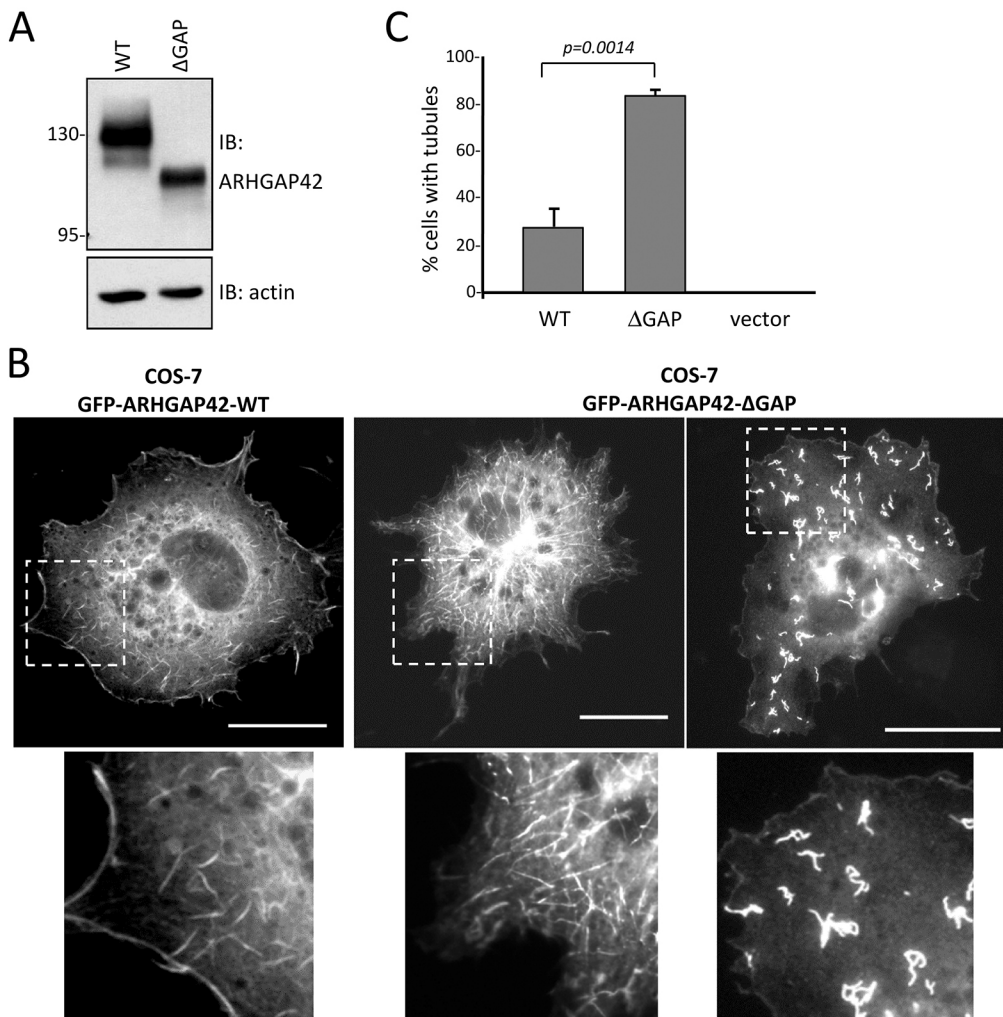 A
WT
ΔGAP
130-
95-
IB:
ARHGAP42
IB: actin
C
p=0.0014
100-
80-
60-
40-
20-
0-
% cells with tubules
WT ΔGAP vector
B
COS-7
GFP-ARHGAP42-WT
COS-7
GFP-ARHGAP42-ΔGAP